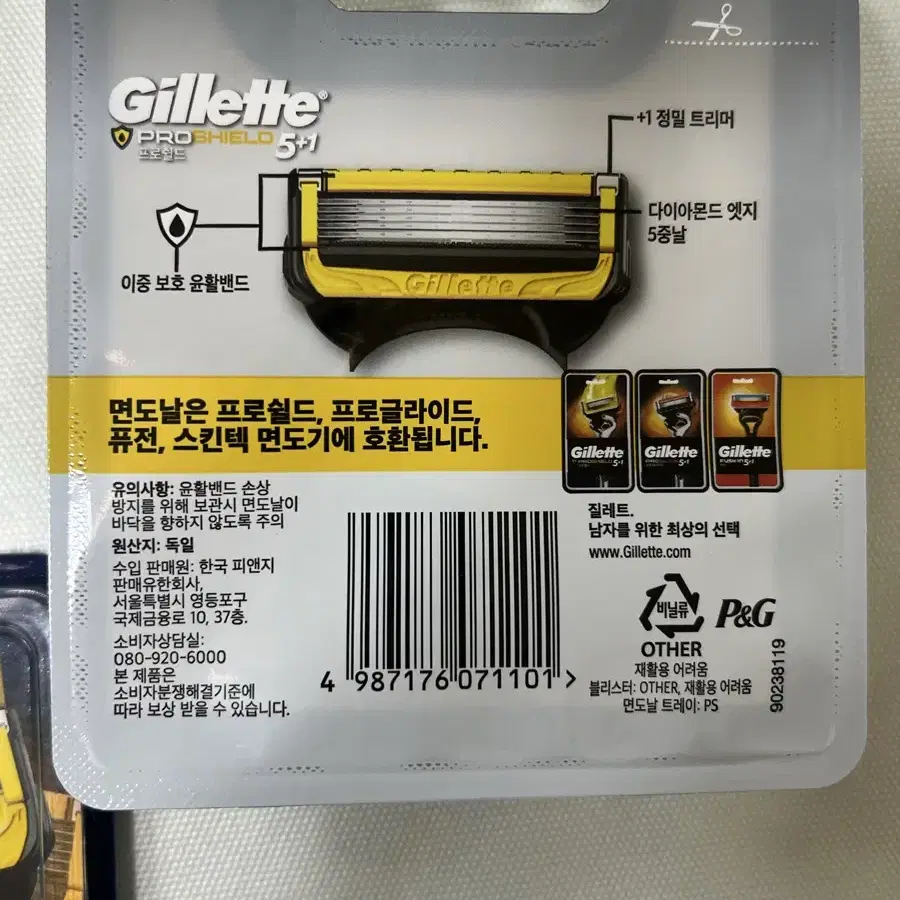 Gillette®
PROSHIELD 5+1
프로쉴드
+1 정밀 트리머
다이아몬드 엣지
5중날
이중 보호 윤활밴드
Gillette
면도날은 프로쉴드, 프로글라이드,
퓨전, 스킨텍 면도기에 호환됩니다.
Gillette
PROSHIELD 5+1
Gillette
5+1
Gillette
FUSION 5+1
유의사항: 윤활밴드 손상
방지를 위해 보관시 면도날이
바닥을 향하지 않도록 주의
원산지: 독일
수입 판매원: 한국 피앤지
판매유한회사,
서울특별시 영등포구
국제금융로 10, 37층.
소비자상담실:
080-920-6000
본 제품은
소비자분쟁해결기준에
따라 보상 받을 수 있습니다.
4 987176 071101 >
질레트.
남자를 위한 최상의 선택
www.Gillette.com
비닐류
P&G
OTHER
재활용 어려움
블리스터: OTHER, 재활용 어려움
면도날 트레이: PS
90238119